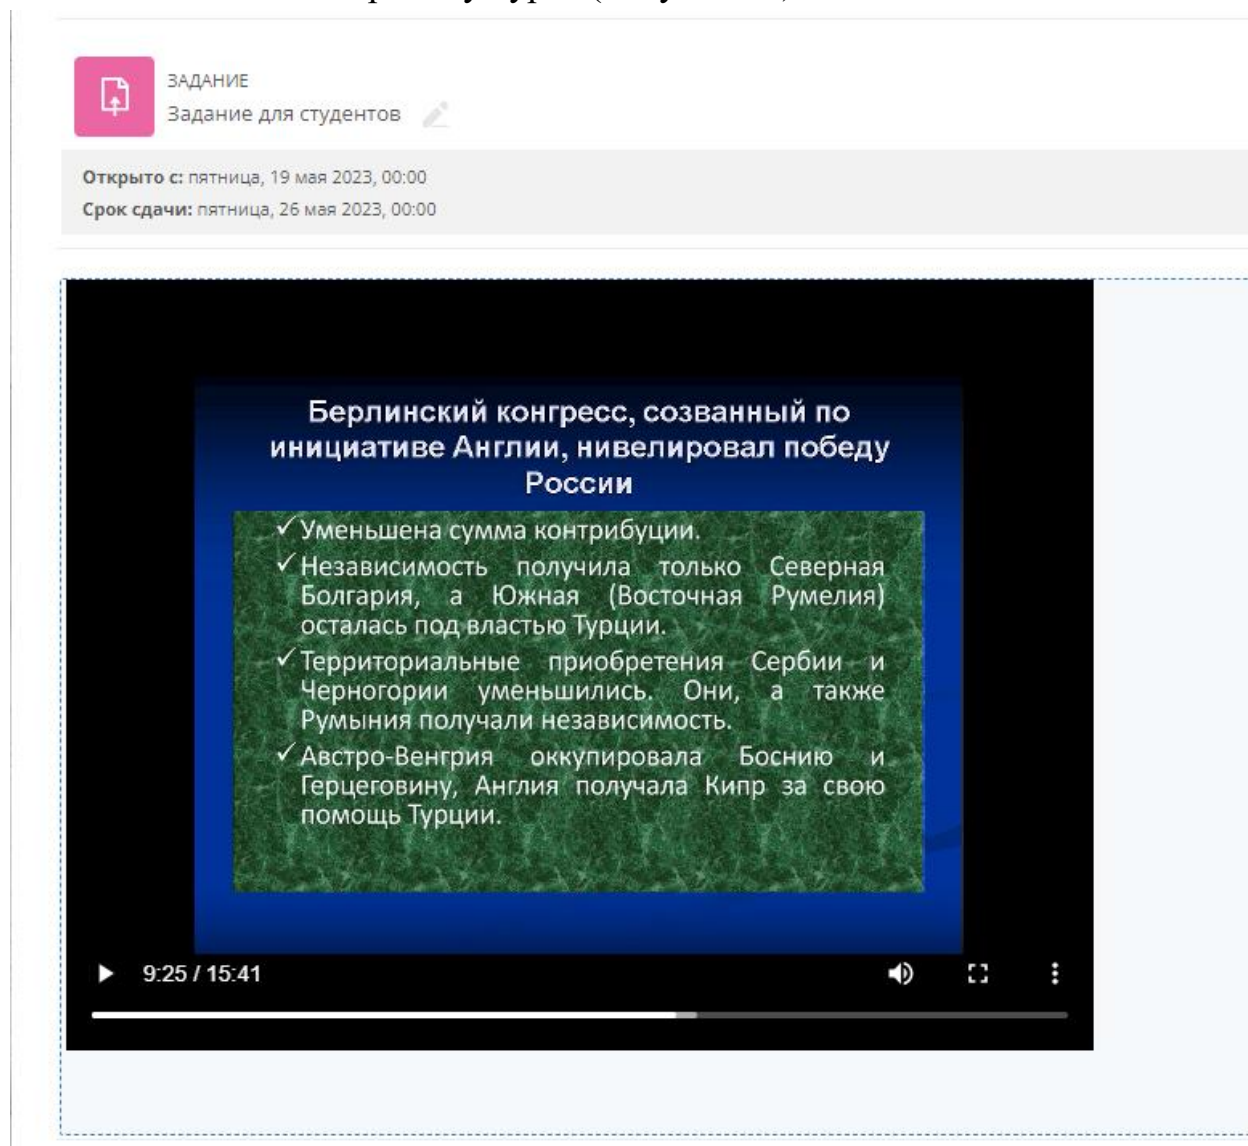 ЗАДАНИЕ
Задание для студентов
Открыто с: пятница, 19 мая 2023, 00:00
Срок сдачи: пятница, 26 мая 2023, 00:00
Берлинский конгресс, созванный по
инициативе Англии, нивелировал победу
России
✓ Уменьшена сумма контрибуции.
✓ Независимость получила только Северная
Болгария, а Южная (Восточная Румелия)
осталась под властью Турции.
✓ Территориальные приобретения Сербии и
Черногории уменьшились. Они, а также
Румыния получали независимость.
✓ Австро-Венгрия оккупировала Боснию и
Герцеговину, Англия получала Кипр за свою
помощь Турции.
9:25 / 15:41